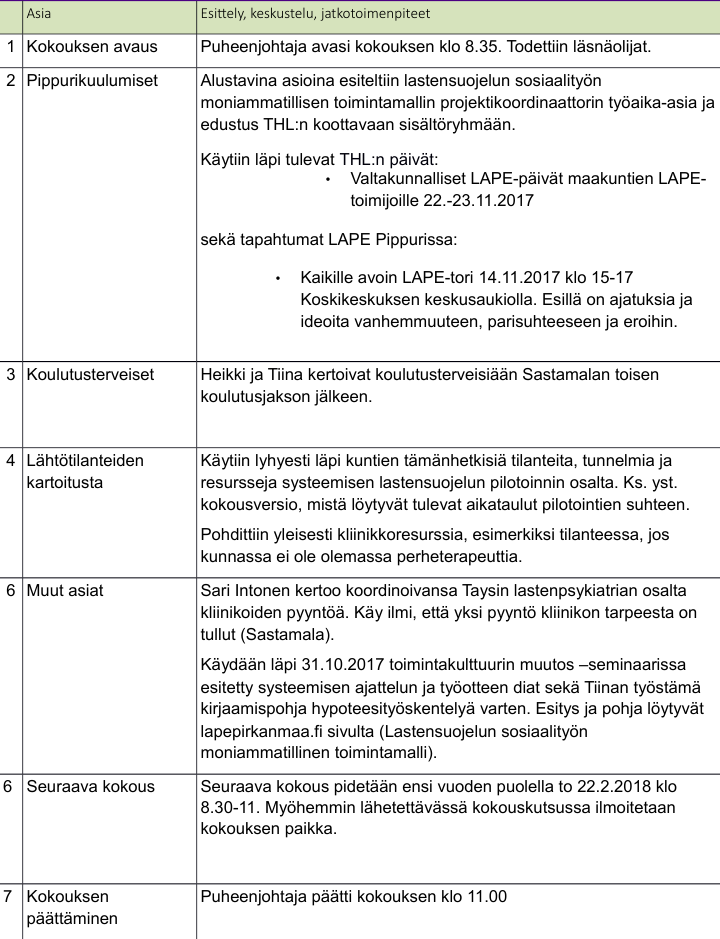 Asia Esittely, keskustelu, jatkotoimenpiteet
1 Kokouksen avaus Puheenjohtaja avasi kokouksen klo 8.35. Todettiin läsnäolijat.
2 Pippurikuulumiset Alustavina asioina esiteltiin lastensuojelun sosiaalityön
moniammatillisen toimintamallin projektikoordinaattorin työaika-asia ja
edustus THL:n koottavaan sisältöryhmään.
Käytiin läpi tulevat THL:n päivät:
• Valtakunnalliset LAPE-päivät maakuntien LAPE-
toimijoille 22.-23.11.2017
sekä tapahtumat LAPE Pippurissa:
• Kaikille avoin LAPE-tori 14.11.2017 klo 15-17
Koskikeskuksen keskusaukiolla. Esillä on ajatuksia ja
ideoita vanhemmuuteen, parisuhteeseen ja eroihin.
3 Koulutusterveiset Heikki ja Tiina kertoivat koulutusterveisiään Sastamalan toisen
koulutusjakson jälkeen.
4 Lähtötilanteiden Käytiin lyhyesti läpi kuntien tämänhetkisiä tilanteita, tunnelmia ja
kartoitusta resursseja systeemisen lastensuojelun pilotoinnin osalta. Ks. yst.
kokousversio, mistä löytyvät tulevat aikataulut pilotointien suhteen.
Pohdittiin yleisesti kliinikkoresurssia, esimerkiksi tilanteessa, jos
kunnassa ei ole olemassa perheterapeuttia.
6 Muut asiat Sari Intonen kertoo koordinoivansa Taysin lastenpsykiatrian osalta
kliinikoiden pyyntöä. Käy ilmi, että yksi pyyntö kliinikon tarpeesta on
tullut (Sastamala).
Käydään läpi 31.10.2017 toimintakulttuurin muutos –seminaarissa
esitetty systeemisen ajattelun ja työotteen diat sekä Tiinan työstämä
kirjaamispohja hypoteesityöskentelyä varten. Esitys ja pohja löytyvät
lapepirkanmaa.fi sivulta (Lastensuojelun sosiaalityön
moniammatillinen toimintamalli).
6 Seuraava kokous Seuraava kokous pidetään ensi vuoden puolella to 22.2.2018 klo
8.30-11. Myöhemmin lähetettävässä kokouskutsussa ilmoitetaan
kokouksen paikka.
7 Kokouksen Puheenjohtaja päätti kokouksen klo 11.00
päättäminen